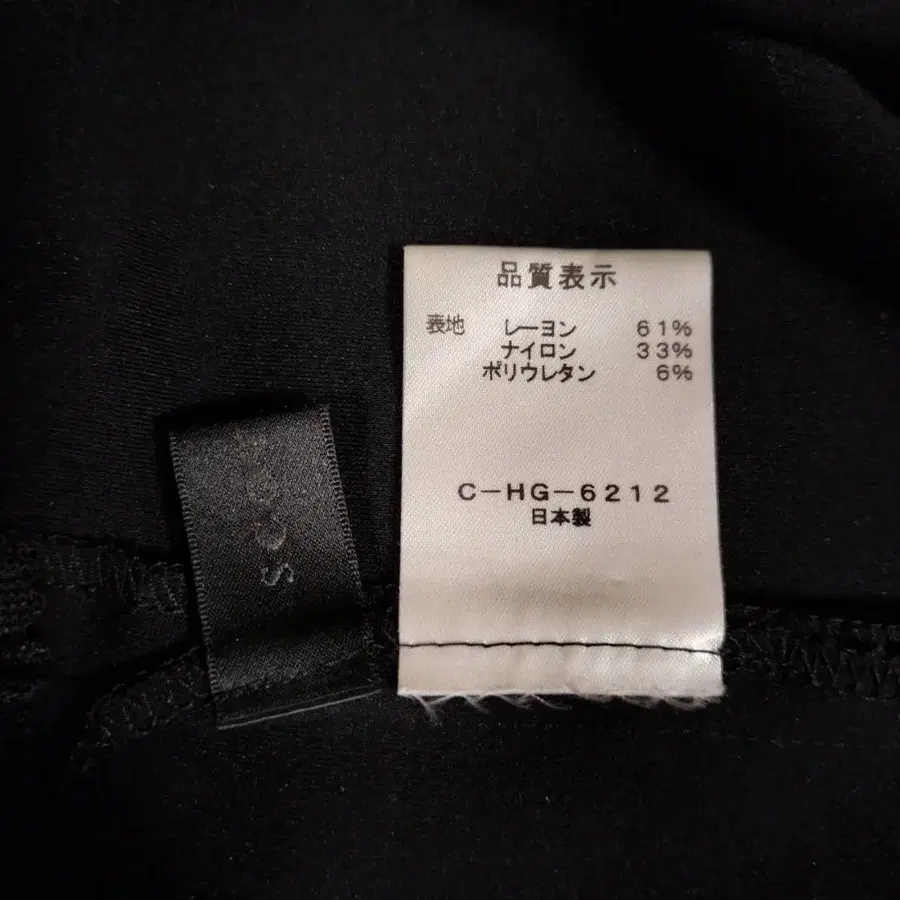 品質表示
表地 レーヨン 61%
ナイロン 33%
ポリウレタン 6%
C-HG-6212
日本製
S